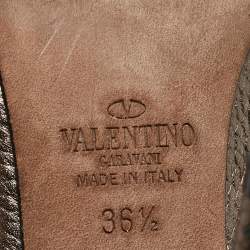 VALENTINO
GARAVANI
MADE IN ITALY
36½